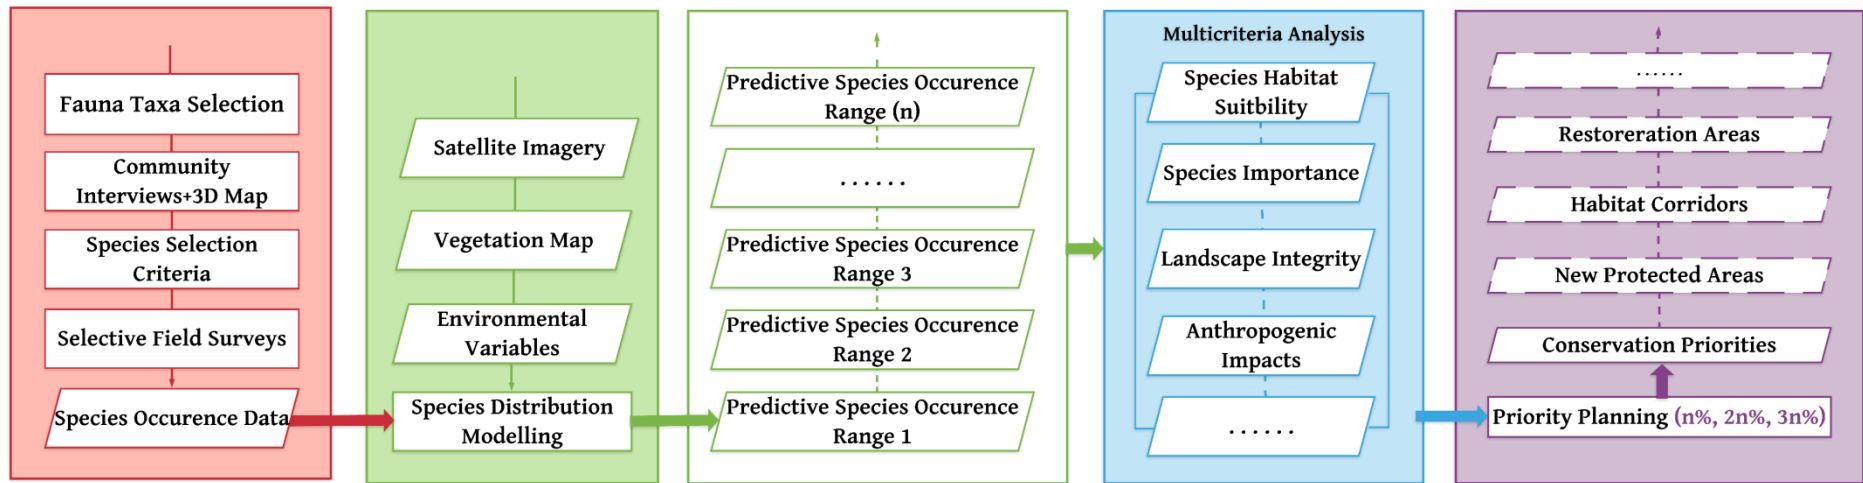 Fauna Taxa Selection
Community
Interviews+3D Map
Species Selection
Criteria
Selective Field Surveys
Species Occurence Data
Satellite Imagery
Vegetation Map
Environmental
Variables
Species Distribution
Modelling
Predictive Species Occurence
Range (n)
......
Predictive Species Occurence
Range 3
Predictive Species Occurence
Range 2
Predictive Species Occurence
Range 1
Multicriteria Analysis
Species Habitat
Suitbility
Species Importance
Landscape Integrity
Anthropogenic
Impacts
......
......
Restoreration Areas
Habitat Corridors
New Protected Areas
Conservation Priorities
Priority Planning (n%, 2n%, 3n%)